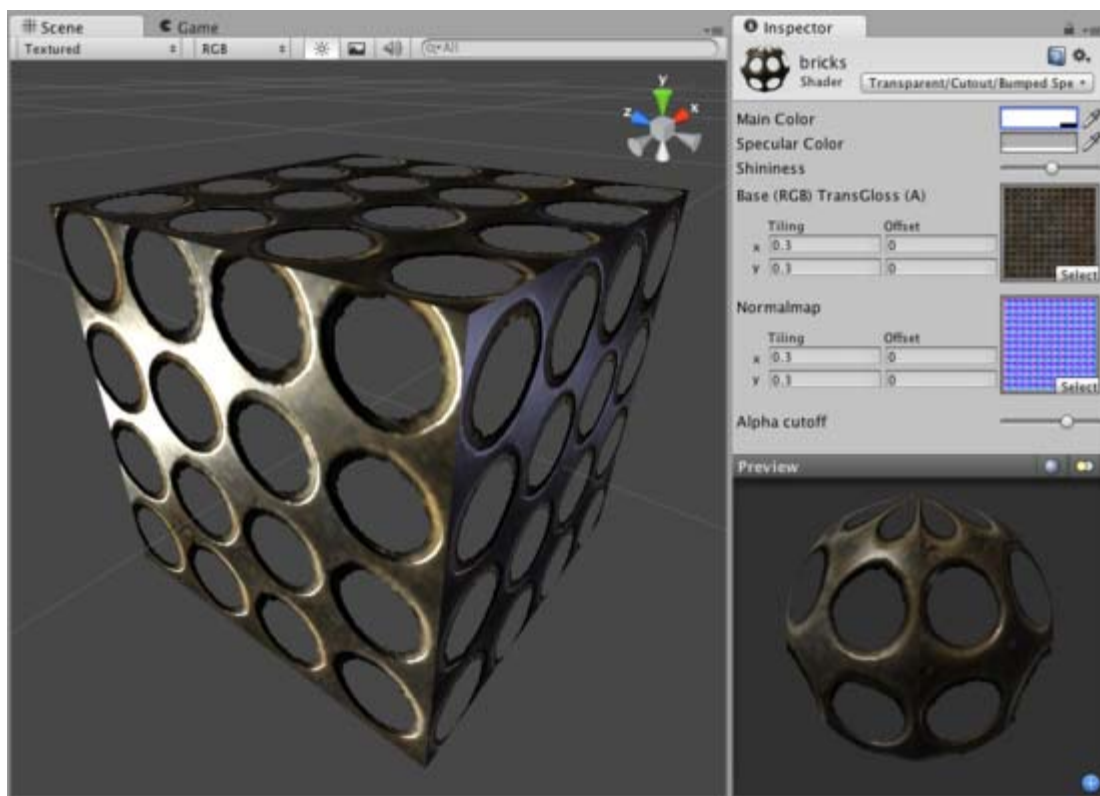 Scene
Game
Textured
RGB
All
y
z
x
Inspector
bricks
Shader
Transparent/Cutout/Bumped Spe
Main Color
Specular Color
Shininess
Base (RGB) TransGloss (A)
Tiling Offset
x 0.3 0
y 0.3 0
Select
Normalmap
Tiling Offset
x 0.3 0
y 0.3 0
Select
Alpha cutoff
Preview